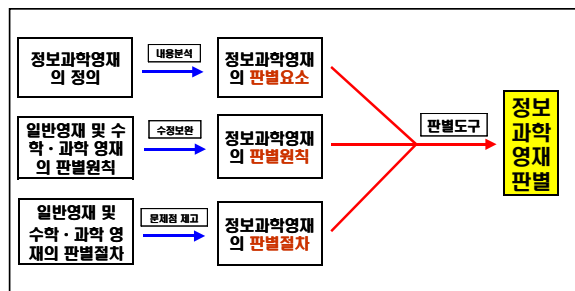 정보과학영재
의 정의
내용분석
정보과학영재
의 판별요소
일반영재 및 수
학·과학 영재
의 판별원칙
수정보완
정보과학영재
의 판별원칙
일반영재 및
수학·과학 영
재의 판별절차
문제점 제고
정보과학영재
의 판별절차
판별도구
정보
과학
영재
판별